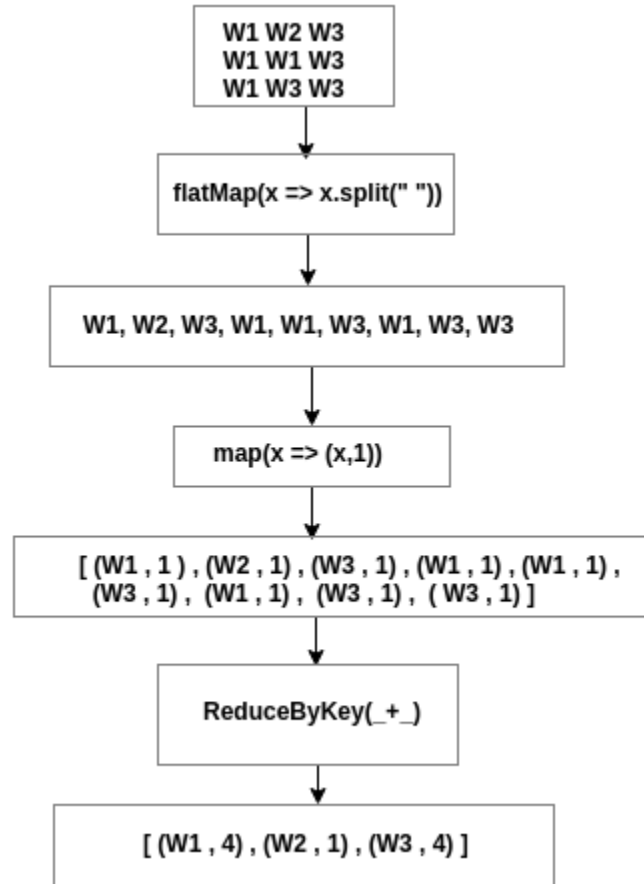 W1 W2 W3
W1 W1 W3
W1 W3 W3
flatMap(x => x.split(" "))
W1, W2, W3, W1, W1, W3, W1, W3, W3
map(x => (x,1))
[ (W1 , 1 ) , (W2 , 1) , (W3 , 1) , (W1 , 1) , (W1 , 1) ,
(W3 , 1) , (W1 , 1) , (W3 , 1) , ( W3 , 1) ]
ReduceByKey(_+_)
[ (W1 , 4) , (W2 , 1) , (W3 , 4) ]